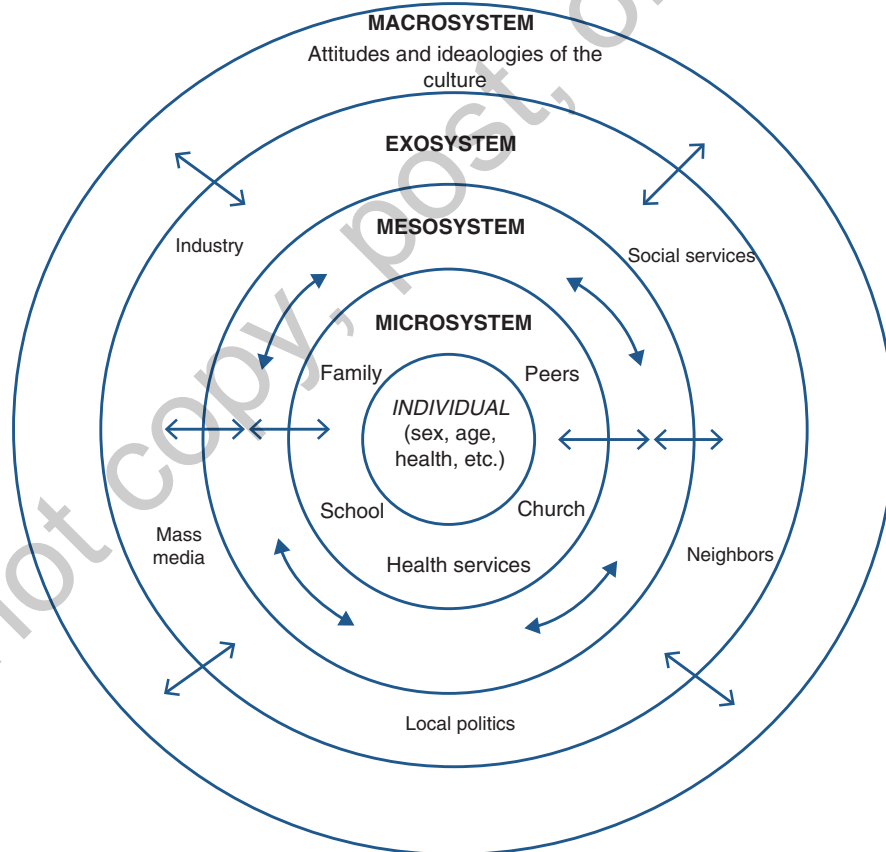 MACROSYSTEM
Attitudes and ideaologies of the
culture
EXOSYSTEM
Industry
Social services
MESOSYSTEM
MICROSYSTEM
Family
Peers
INDIVIDUAL
(sex, age,
health, etc.)
School
Church
Health services
Mass
media
Neighbors
Local politics
not copy, post, o